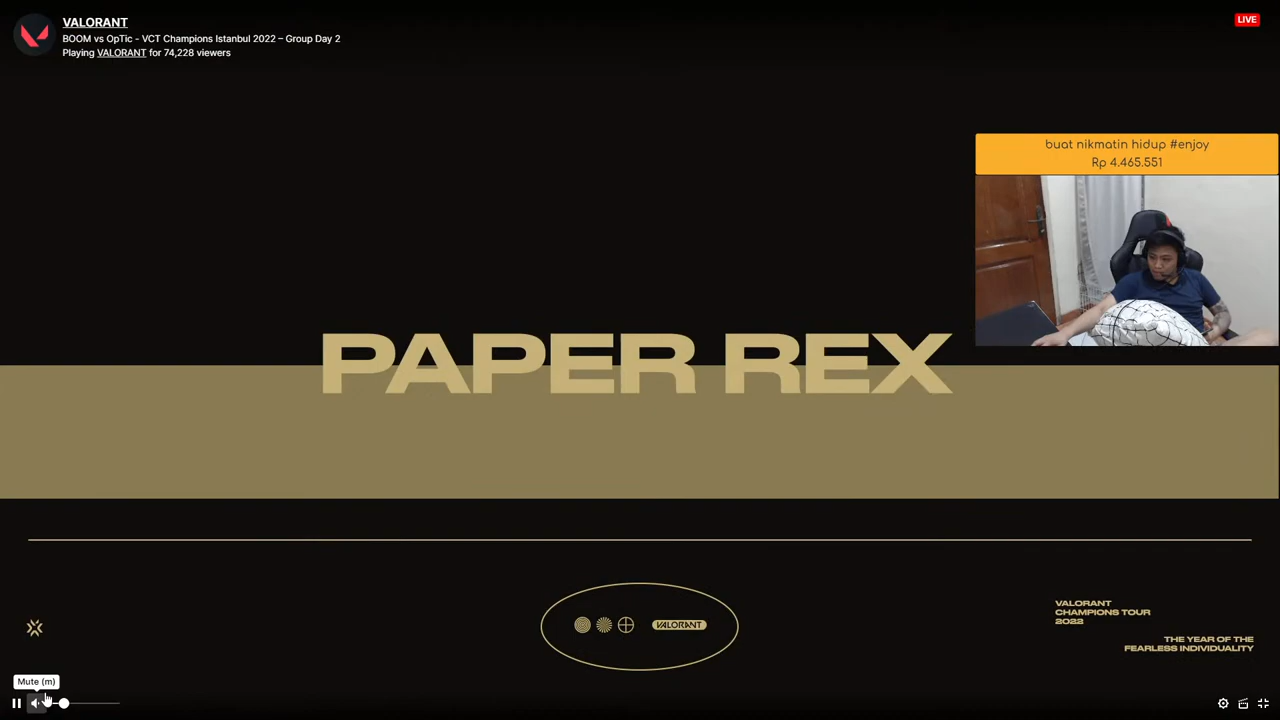 VALORANT
BOOM vs OpTic - VCT Champions Istanbul 2022 – Group Day 2
Playing VALORANT for 74,228 viewers
LIVE
buat nikmatin hidup #enjoy
Rp 4.465.551
PAPER REX
VALORANT
VALORANT
CHAMPIONS TOUR
2022
THE YEAR OF THE
FEARLESS INDIVIDUALITY
Mute (m)